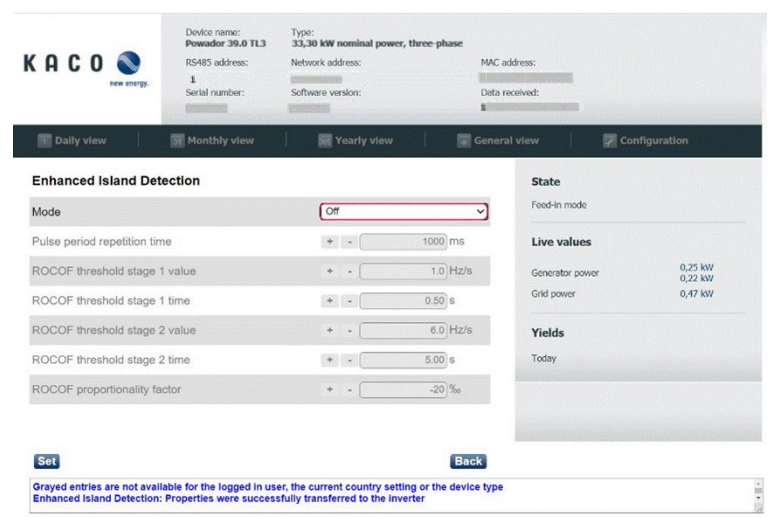 KACO
new energy.
Device name:
Powador 39.0 TL3
Type:
33,30 kW nominal power, three-phase
RS485 address:
1
Network address:
MAC address:
Serial number:
Software version:
Data received:
Daily view
Monthly view
Yearly view
General view
Configuration
Enhanced Island Detection
Mode Off
Pulse period repetition time + - 1000 ms
ROCOF threshold stage 1 value + - 1.0 Hz/s
ROCOF threshold stage 1 time + - 0.50 s
ROCOF threshold stage 2 value + - 6.0 Hz/s
ROCOF threshold stage 2 time + - 5.00 s
ROCOF proportionality factor + - -20 ‰
State
Feed-in mode
Live values
Generator power 0,25 kW
0,22 kW
Grid power 0,47 kW
Yields
Today
Set
Back
Grayed entries are not available for the logged in user, the current country setting or the device type
Enhanced Island Detection: Properties were successfully transferred to the inverter